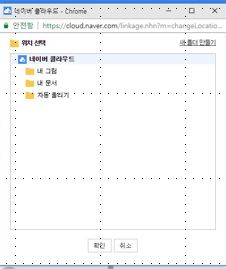 네이버 클라우드 - Chrome
안전함 | https://cloud.naver.com/linkage.nhn?m=changeLocatio...
위치 선택
새 폴더 만들기
네이버 클라우드
내 그림
내 문서
자동 올리기
확인 취소